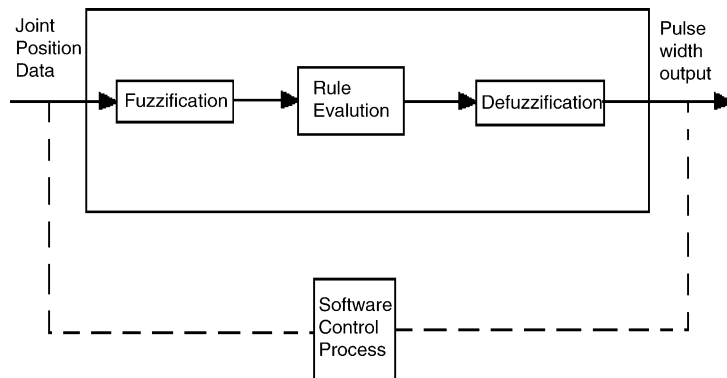 Joint
Position
Data
Pulse
width
output
Fuzzification
Rule
Evalution
Defuzzification
Software
Control
Process